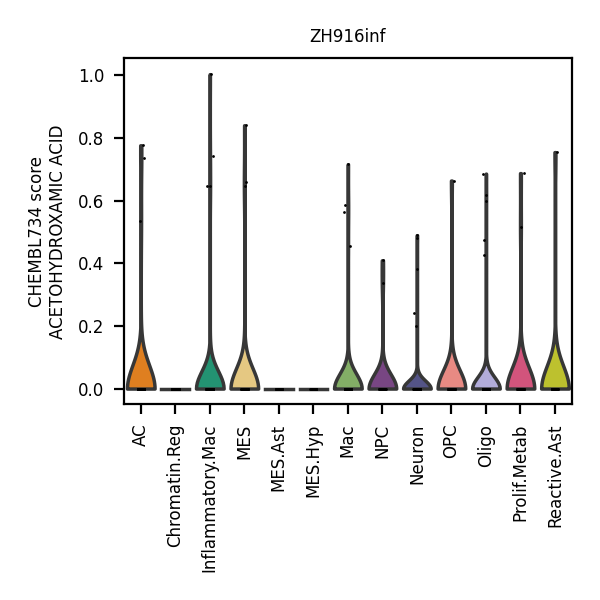 ZH916inf
CHEMBL734 score
ACETOHYDROXAMIC ACID
1.0
0.8
0.6
0.4
0.2
0.0
AC
Chromatin.Reg
Inflammatory.Mac
MES
MES.Ast
MES.Hyp
Mac
NPC
Neuron
OPC
Oligo
Prolif.Metab
Reactive.Ast